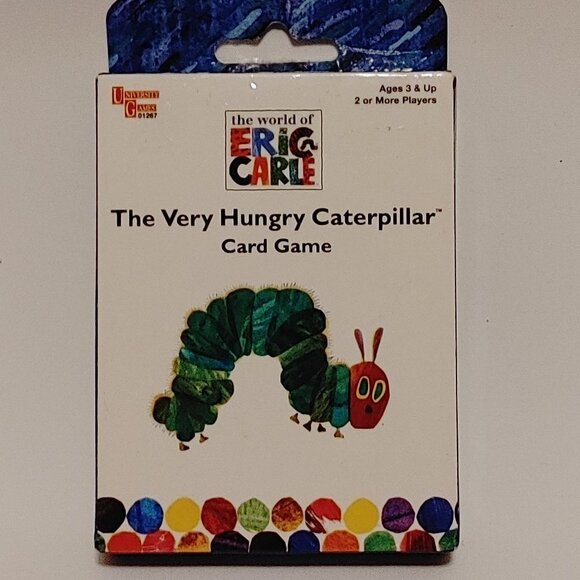 UNIVERSITY
GAMES
01267
Ages 3 & Up
2 or More Players
the world of
ERIC
CARLE
The Very Hungry Caterpillar™
Card Game